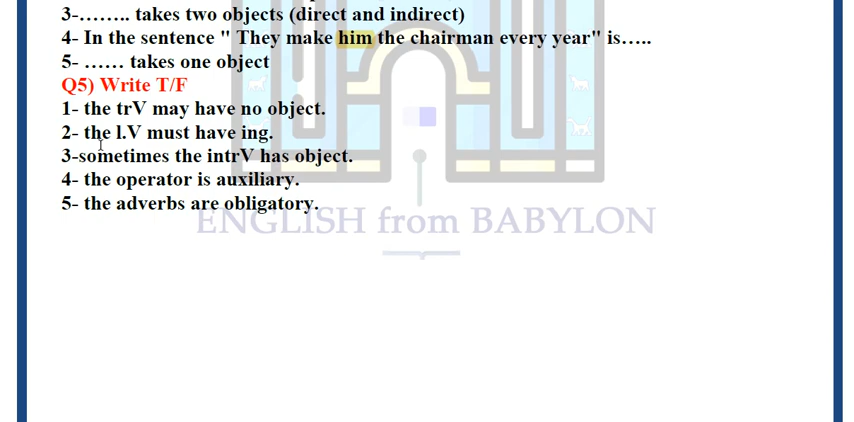 3-…….. takes two objects (direct and indirect)
4- In the sentence " They make him the chairman every year" is…..
5- …… takes one object
Q5) Write T/F
1- the trV may have no object.
2- the l.V must have ing.
3-sometimes the intrV has object.
4- the operator is auxiliary.
5- the adverbs are obligatory.
ENGLISH from BABYLON